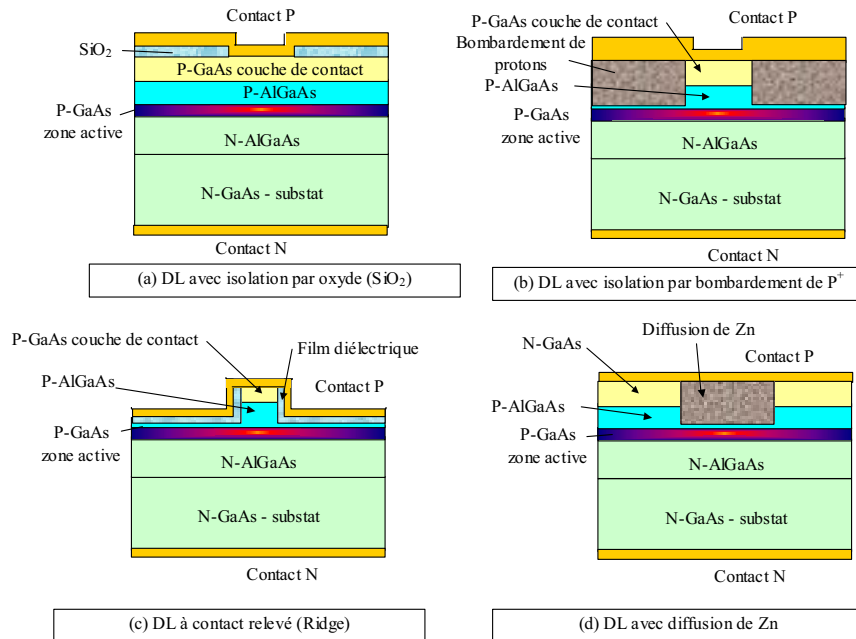 Contact P
SiO2
P-GaAs couche de contact
P-AlGaAs
P-GaAs
zone active
N-AlGaAs
N-GaAs - substat
Contact N
(a) DL avec isolation par oxyde (SiO2)
P-GaAs couche de contact
Contact P
Bombardement de
protons
P-AlGaAs
P-GaAs
zone active
N-AlGaAs
N-GaAs - substat
Contact N
(b) DL avec isolation par bombardement de P+
P-GaAs couche de contact
Film diélectrique
P-AlGaAs
Contact P
P-GaAs
zone active
N-AlGaAs
N-GaAs - substrat
Contact N
(c) DL à contact relevé (Ridge)
Diffusion de Zn
N-GaAs
Contact P
P-AlGaAs
P-GaAs
zone active
N-AlGaAs
N-GaAs - substrat
Contact N
(d) DL avec diffusion de Zn